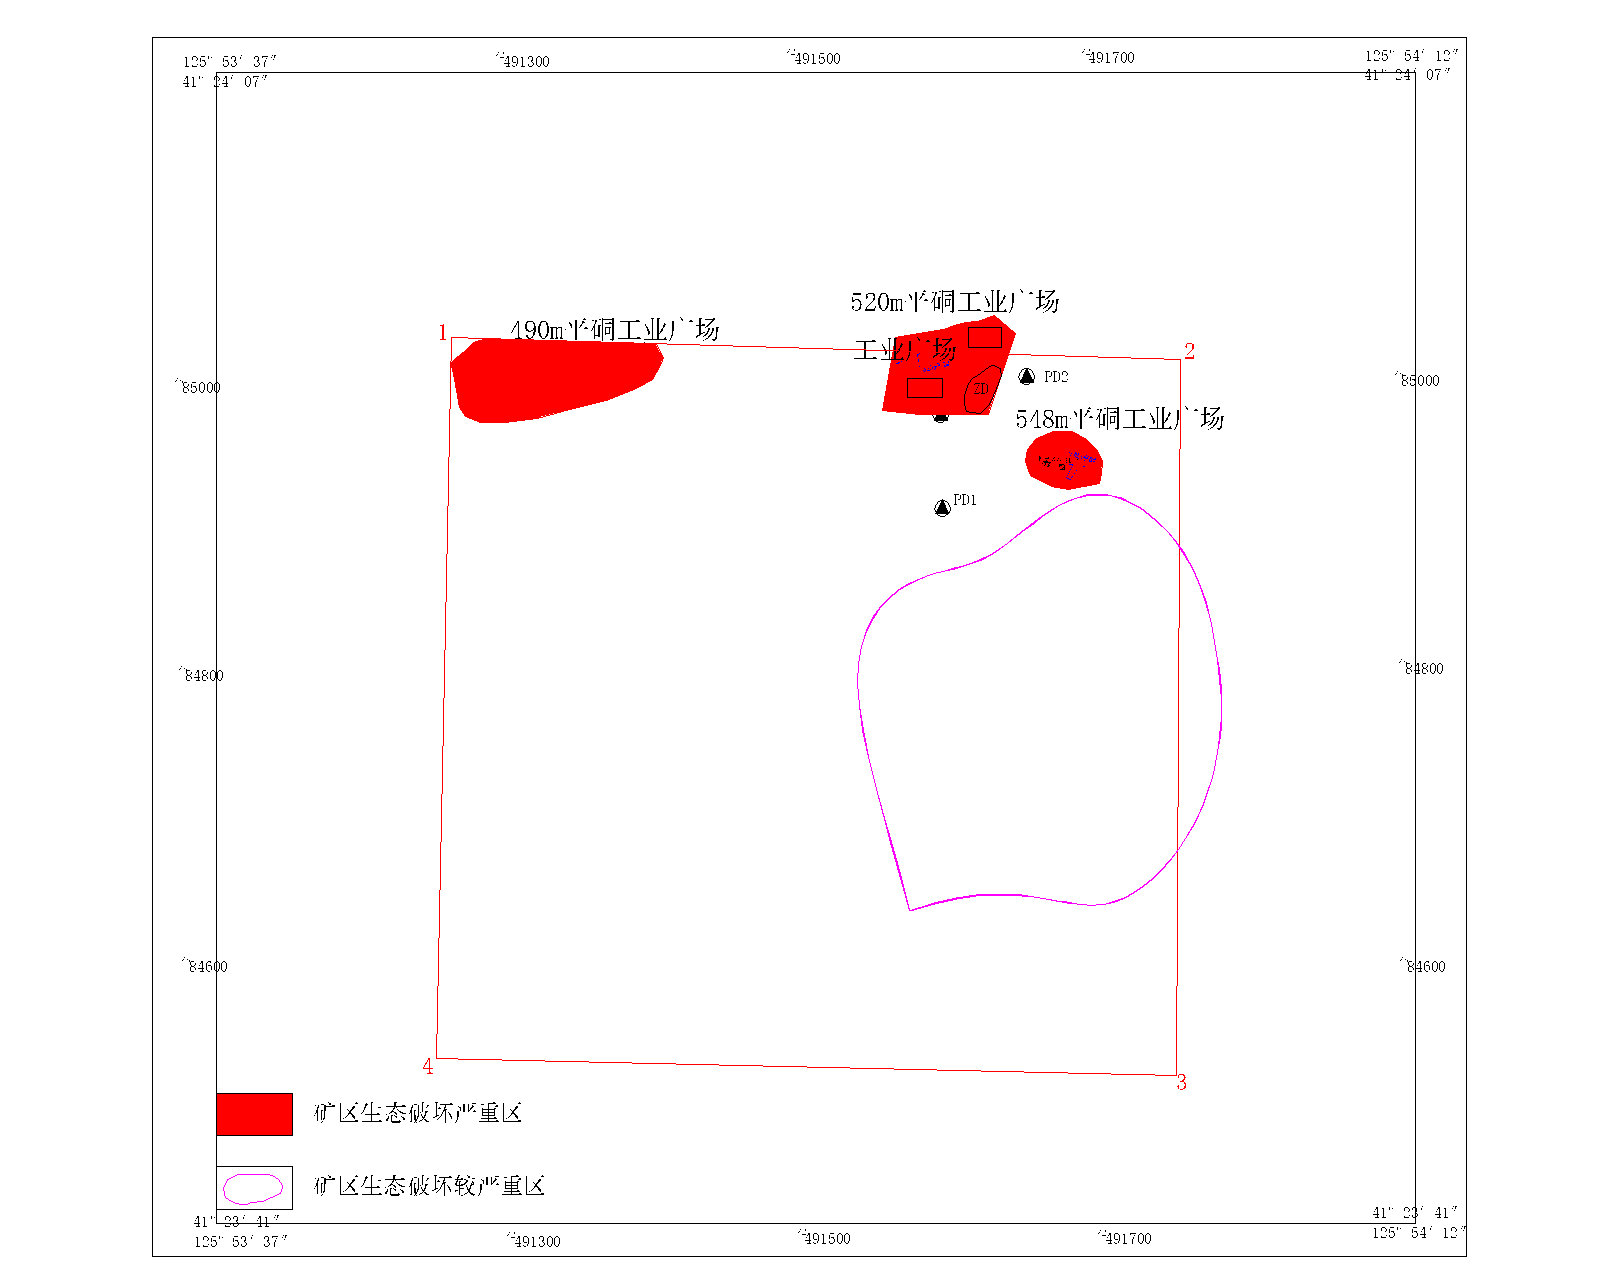 125° 53′ 37″
41° 24′ 07″
491300
491500
491700
125° 54′ 12″
41° 24′ 07″
520m平硐工业广场
490m平硐工业广场
1
2
工业广场
85000
ZD
PD2
85000
548m平硐工业广场
PD1
84800
84800
84600
84600
4
3
矿区生态破坏严重区
矿区生态破坏较严重区
41° 23′ 41″
125° 53′ 37″
491300
491500
491700
41° 23′ 41″
125° 54′ 12″